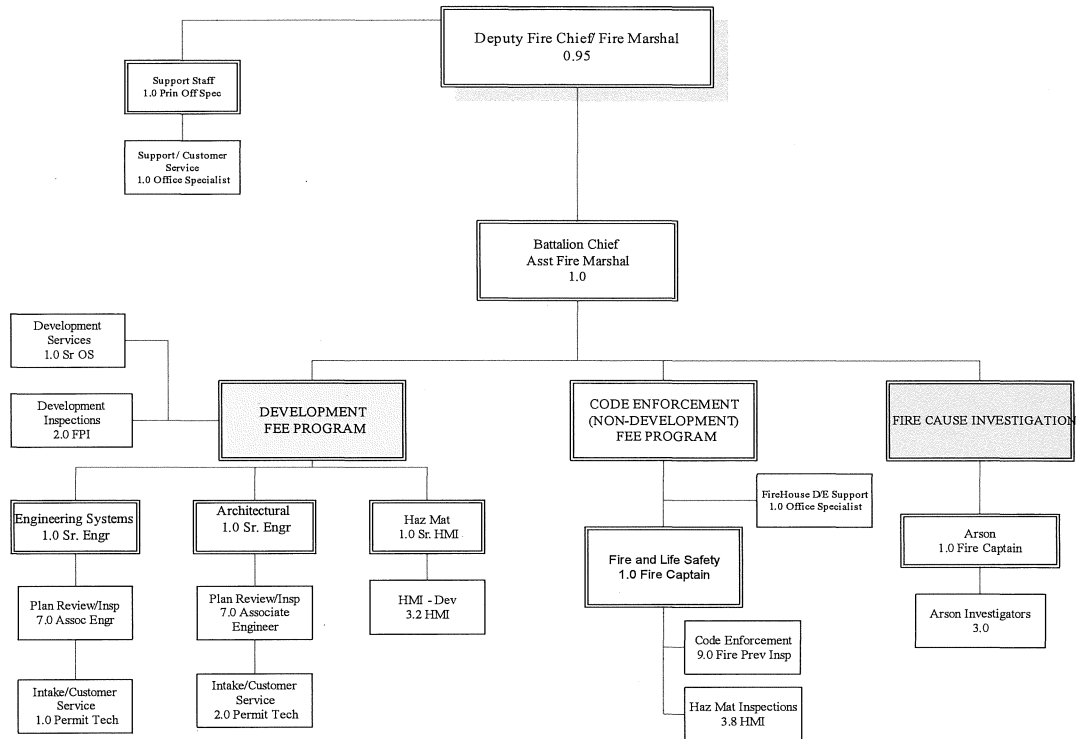 Deputy Fire Chief/ Fire Marshal
0.95
Support Staff
1.0 Prin Off Spec
Support/ Customer
Service
1.0 Office Specialist
Battalion Chief
Asst Fire Marshal
1.0
Development
Services
1.0 Sr OS
Development
Inspections
2.0 FPI
DEVELOPMENT
FEE PROGRAM
CODE ENFORCEMENT
(NON-DEVELOPMENT)
FEE PROGRAM
FIRE CAUSE INVESTIGATION
FireHouse D/E Support
1.0 Office Specialist
Engineering Systems
1.0 Sr. Engr
Architectural
1.0 Sr. Engr
Haz Mat
1.0 Sr. HMI
Fire and Life Safety
1.0 Fire Captain
Arson
1.0 Fire Captain
Plan Review/Insp
7.0 Assoc Engr
Plan Review/Insp
7.0 Associate
Engineer
HMI - Dev
3.2 HMI
Arson Investigators
3.0
Code Enforcement
9.0 Fire Prev Insp
Intake/Customer
Service
1.0 Permit Tech
Intake/Customer
Service
2.0 Permit Tech
Haz Mat Inspections
3.8 HMI